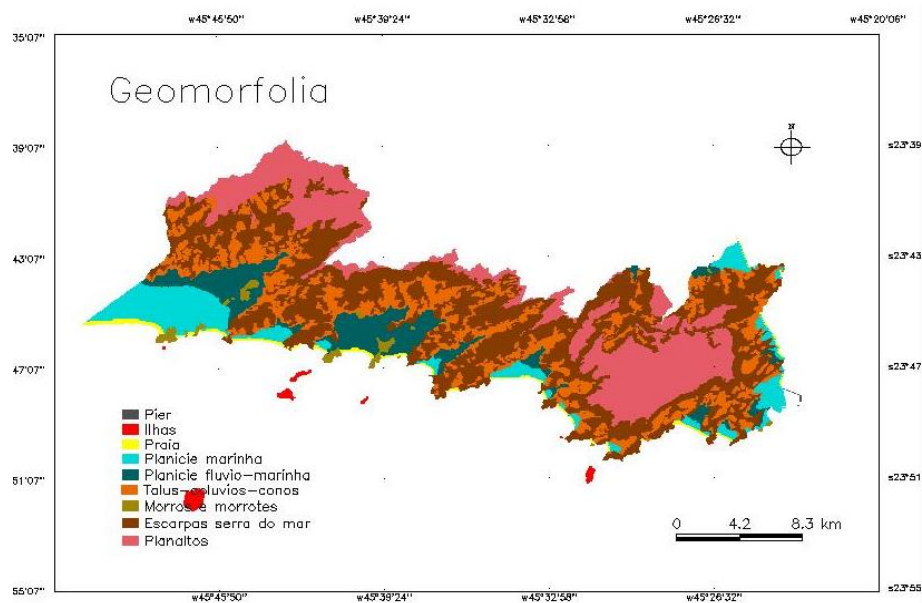 w45°45'50" w45°39'24" w45°32'58" w45°26'32" w45°20'06"
35'07"
Geomorfolia
N
39'07" s23°39
43'07" s23°43
47'07" s23°47
Pier
Ilhas
Praia
Planicie marinha
Planicie fluvio-marinha
51'07" s23°51
Talus-coluvios-conos
Morros e morrotes
Escarpas serra do mar
0 4.2 8.3 km
Planaltos
55'07" s23°55
w45°45'50" w45°39'24" w45°32'58" w45°26'32"